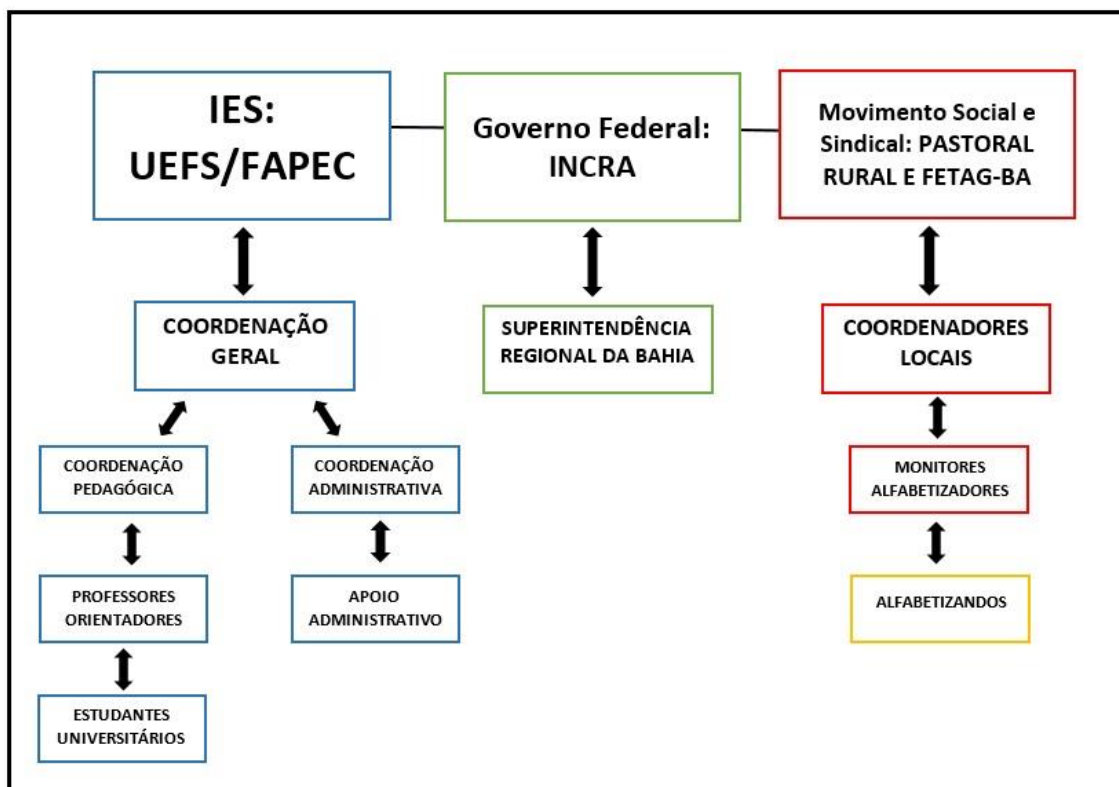 IES:
UEFS/FAPEC
Governo Federal:
INCRA
Movimento Social e
Sindical: PASTORAL
RURAL E FETAG-BA
COORDENAÇÃO
GERAL
SUPERINTENDÊNCIA
REGIONAL DA BAHIA
COORDENADORES
LOCAIS
COORDENAÇÃO
PEDAGÓGICA
COORDENAÇÃO
ADMINISTRATIVA
MONITORES
ALFABETIZADORES
PROFESSORES
ORIENTADORES
APOIO
ADMINISTRATIVO
ALFABETIZANDOS
ESTUDANTES
UNIVERSITÁRIOS